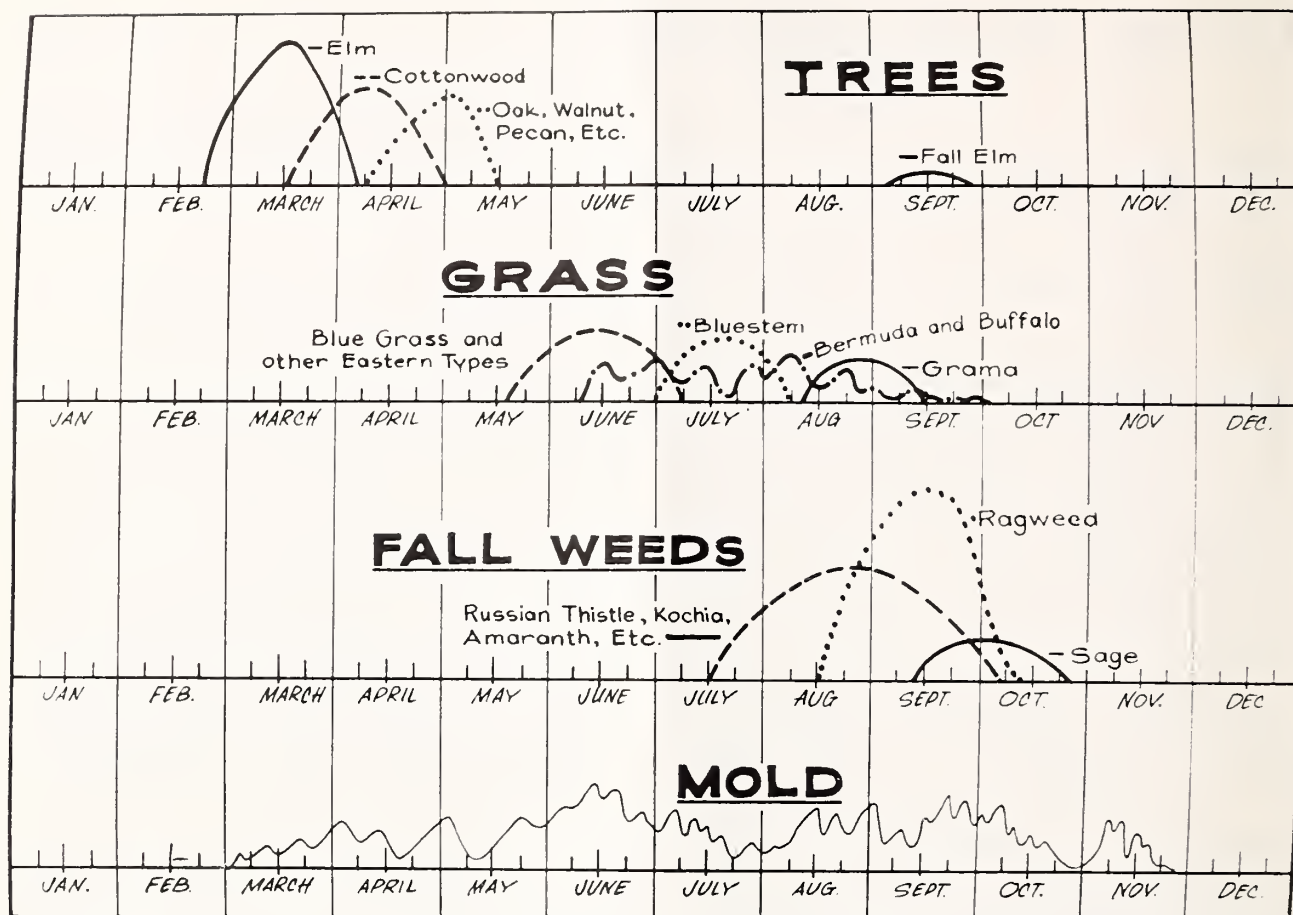 TREES
—Elm
--Cottonwood
··Oak, Walnut,
Pecan, Etc.
—Fall Elm
JAN. FEB. MARCH APRIL MAY JUNE JULY AUG. SEPT. OCT. NOV. DEC.
GRASS
Blue Grass and
other Eastern Types
··Bluestem
Bermuda and Buffalo
—Grama
JAN FEB. MARCH APRIL MAY JUNE JULY AUG SEPT. OCT NOV DEC.
FALL WEEDS
Ragweed
Russian Thistle, Kochia,
Amaranth, Etc.
—Sage
JAN FEB. MARCH APRIL MAY JUNE JULY AUG SEPT. OCT. NOV. DEC
MOLD
JAN. FEB. MARCH APRIL MAY JUNE JULY AUG. SEPT. OCT. NOV. DEC.